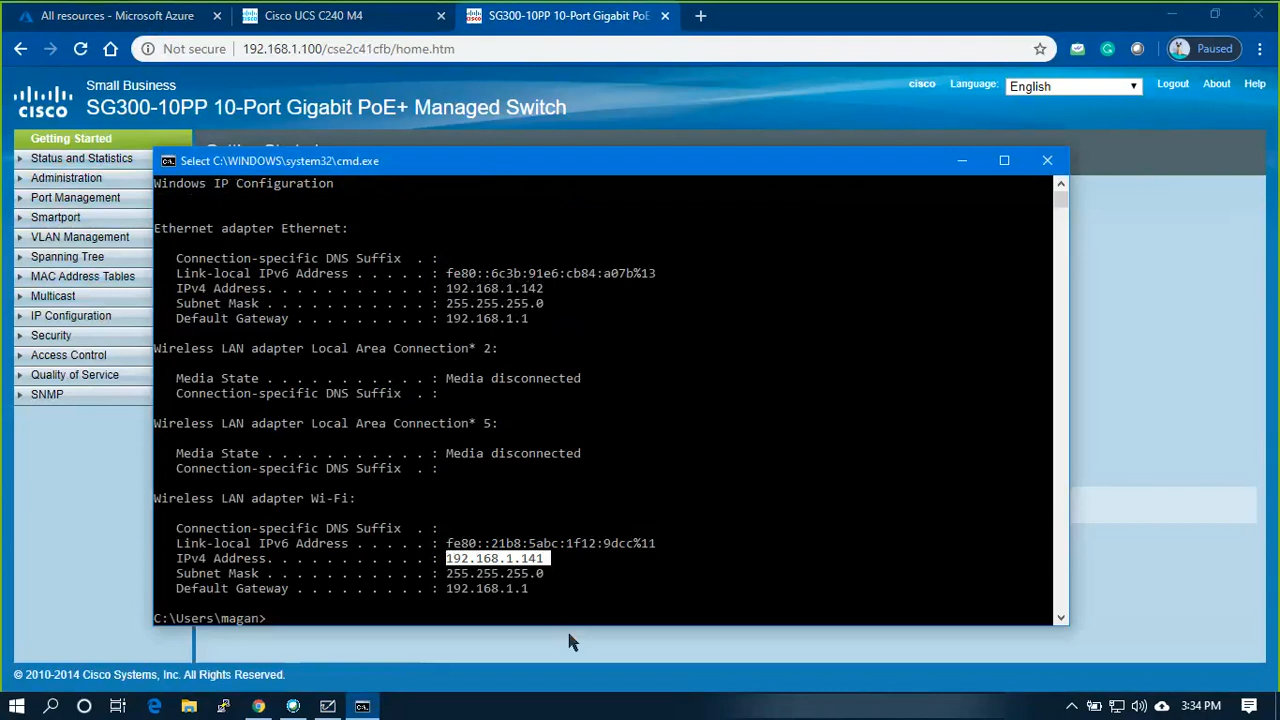 All resources - Microsoft Azure
Cisco UCS C240 M4
SG300-10PP 10-Port Gigabit PoE
Not secure
192.168.1.100/cse2c41cfb/home.htm
Paused
Small Business
cisco
SG300-10PP 10-Port Gigabit PoE+ Managed Switch
cisco
Language:
English
Logout
About
Help
Getting Started
Status and Statistics
Administration
Port Management
Smartport
VLAN Management
Spanning Tree
MAC Address Tables
Multicast
IP Configuration
Security
Access Control
Quality of Service
SNMP
Select C:\WINDOWS\system32\cmd.exe
Windows IP Configuration
Ethernet adapter Ethernet:
Connection-specific DNS Suffix . :
Link-local IPv6 Address . . . . . : fe80::6c3b:91e6:cb84:a07b%13
IPv4 Address. . . . . . . . . . . : 192.168.1.142
Subnet Mask . . . . . . . . . . . : 255.255.255.0
Default Gateway . . . . . . . . . : 192.168.1.1
Wireless LAN adapter Local Area Connection* 2:
Media State . . . . . . . . . . . : Media disconnected
Connection-specific DNS Suffix . :
Wireless LAN adapter Local Area Connection* 5:
Media State . . . . . . . . . . . : Media disconnected
Connection-specific DNS Suffix . :
Wireless LAN adapter Wi-Fi:
Connection-specific DNS Suffix . :
Link-local IPv6 Address . . . . . : fe80::21b8:5abc:1f12:9dcc%11
IPv4 Address. . . . . . . . . . . : 192.168.1.141
Subnet Mask . . . . . . . . . . . : 255.255.255.0
Default Gateway . . . . . . . . . : 192.168.1.1
C:\Users\magan>
© 2010-2014 Cisco Systems, Inc. All Rights Reserved.
3:34 PM